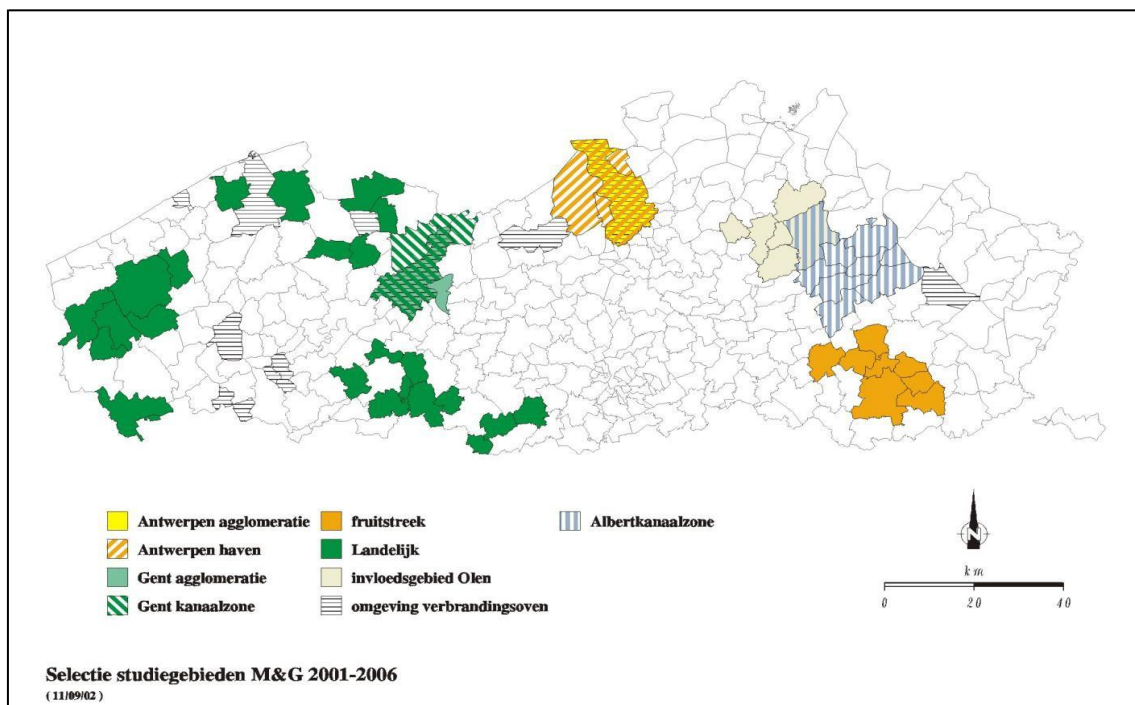 Antwerpen agglomeratie
Antwerpen haven
Gent agglomeratie
Gent kanaalzone
fruitstreek
Landelijk
invloedsgebied Olen
omgeving verbrandingsoven
Albertkanaalzone
N
km
0 20 40
Selectie studiegebieden M&G 2001-2006
( 11/09/02 )